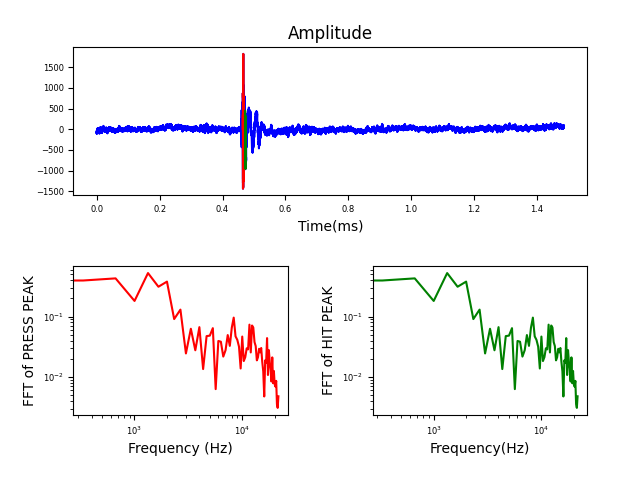 Amplitude
1500
1000
500
0
−500
−1000
−1500
0.0 0.2 0.4 0.6 0.8 1.0 1.2 1.4
Time(ms)
FFT of PRESS PEAK
10⁻¹
10⁻²
10³ 10⁴
Frequency (Hz)
FFT of HIT PEAK
10⁻¹
10⁻²
10³ 10⁴
Frequency(Hz)